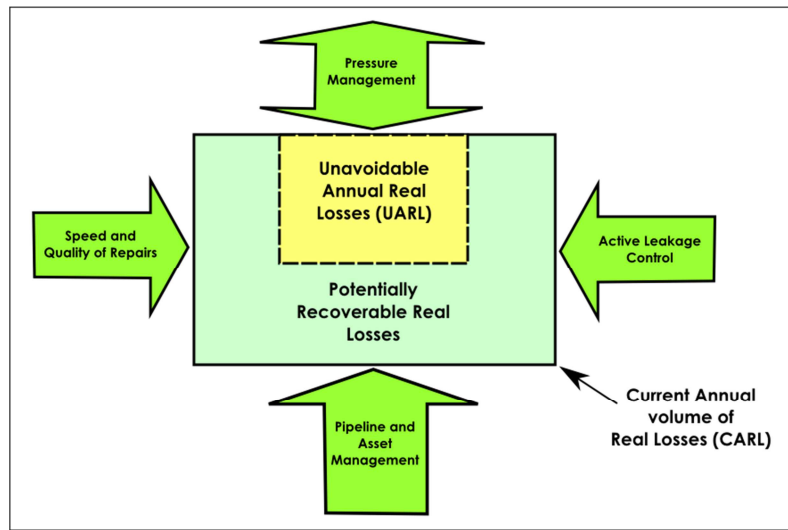 Pressure
Management
Unavoidable
Annual Real
Losses (UARL)
Speed and
Quality of Repairs
Active Leakage
Control
Potentially
Recoverable Real
Losses
Pipeline and
Asset
Management
Current Annual
volume of
Real Losses (CARL)